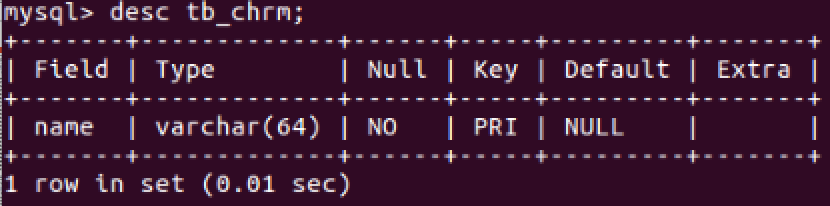 mysql> desc tb_chrm;
+-------+-------------+------+-----+---------+-------+
| Field | Type        | Null | Key | Default | Extra |
+-------+-------------+------+-----+---------+-------+
| name  | varchar(64) | NO   | PRI | NULL    |       |
+-------+-------------+------+-----+---------+-------+
1 row in set (0.01 sec)